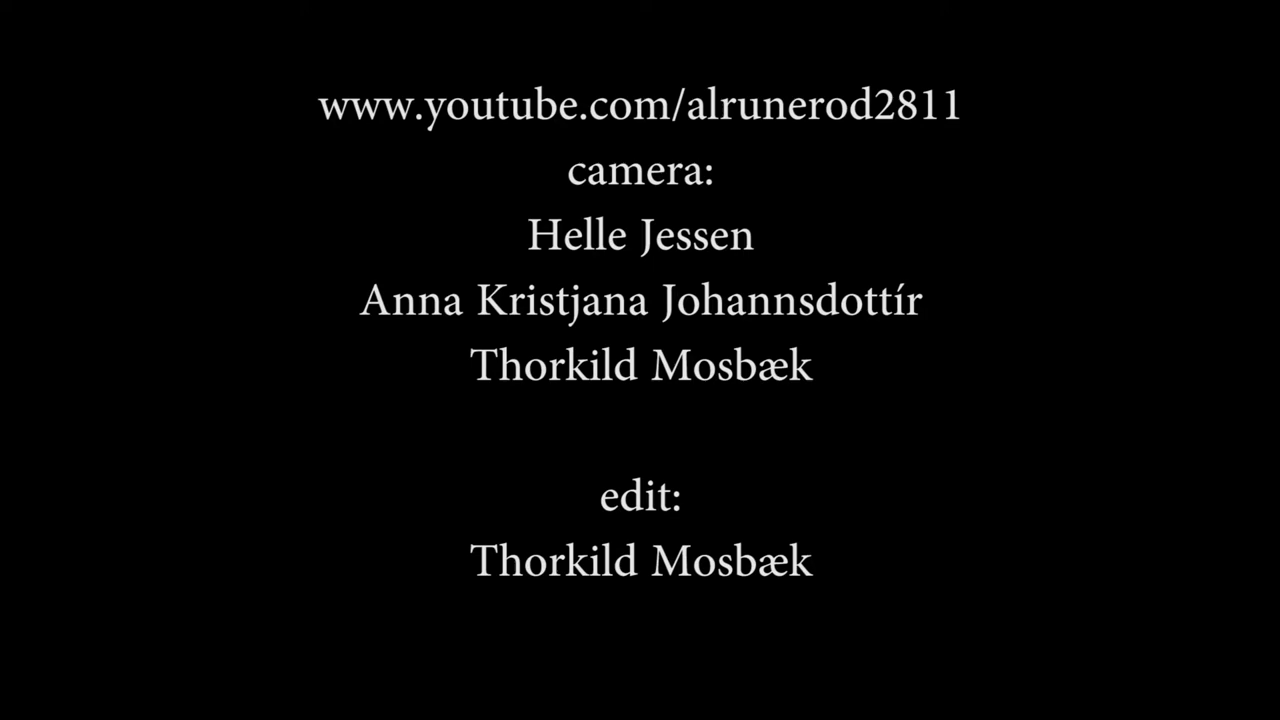 www.youtube.com/alrunerod2811
camera:
Helle Jessen
Anna Kristjana Johannsdottír
Thorkild Mosbæk
edit:
Thorkild Mosbæk